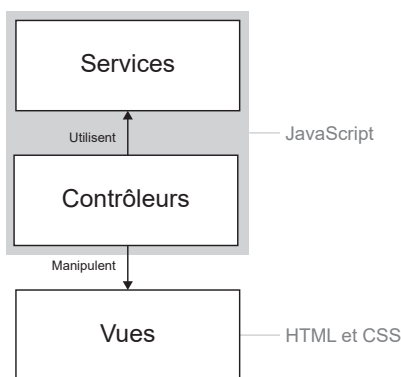 Services
Utilisent
JavaScript
Contrôleurs
Manipulent
Vues
HTML et CSS